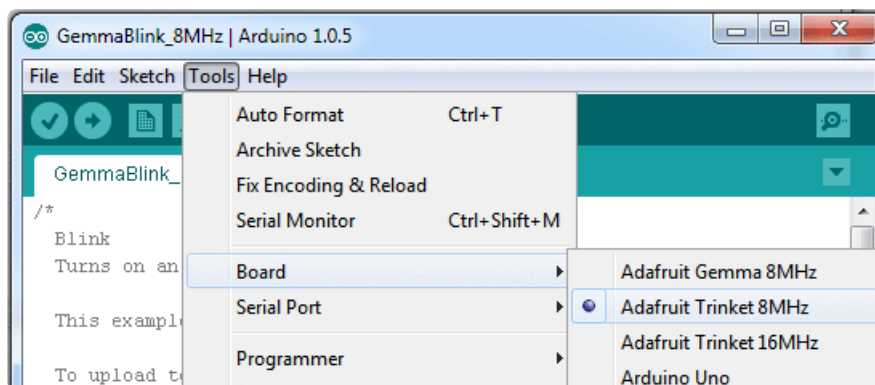 GemmaBlink_8MHz | Arduino 1.0.5
File Edit Sketch Tools Help
Auto Format Ctrl+T
Archive Sketch
GemmaBlink_
Fix Encoding & Reload
/*
Serial Monitor Ctrl+Shift+M
Blink
Turns on an
Board
Adafruit Gemma 8MHz
Serial Port
Adafruit Trinket 8MHz
This
Adafruit Trinket 16MHz
Programmer
To upload
Arduino Uno